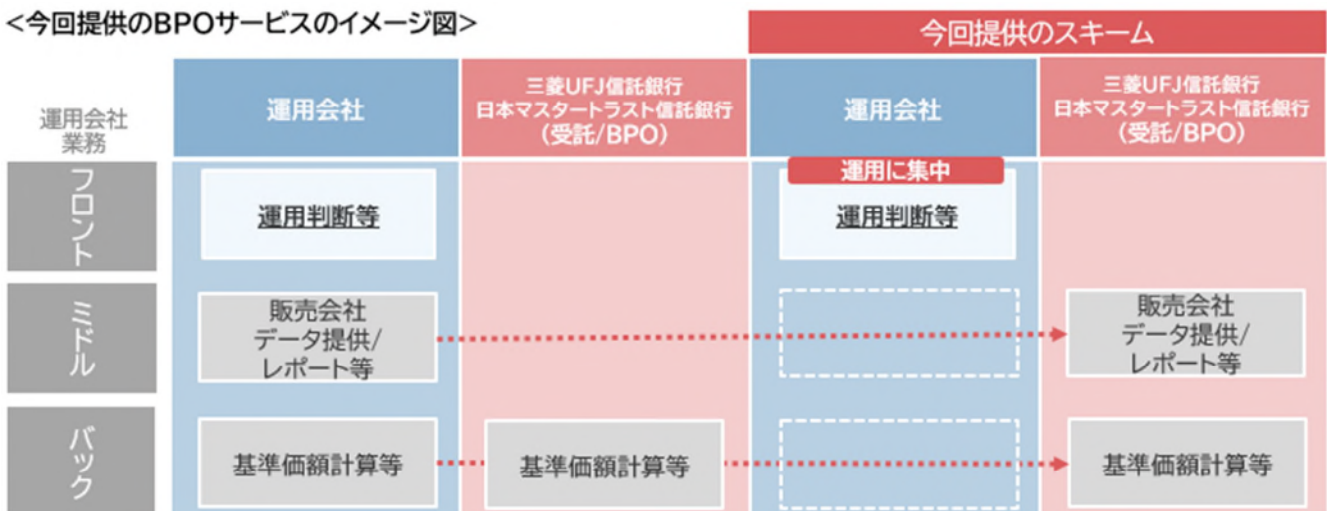 <今回提供のBPOサービスのイメージ図>
今回提供のスキーム
運用会社
業務
運用会社
三菱UFJ信託銀行
日本マスタートラスト信託銀行
(受託/BPO)
運用会社
三菱UFJ信託銀行
日本マスタートラスト信託銀行
(受託/BPO)
フロント
運用判断等
運用に集中
運用判断等
ミドル
販売会社
データ提供/
レポート等
販売会社
データ提供/
レポート等
バック
基準価額計算等
基準価額計算等
基準価額計算等